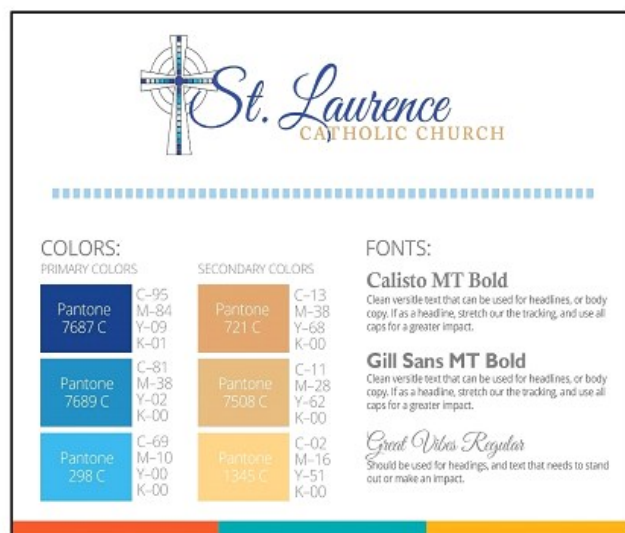 St. Laurence
CATHOLIC CHURCH
COLORS:
PRIMARY COLORS
Pantone
7687 C
C–95
M–84
Y–09
K–01
Pantone
7689 C
C–81
M–38
Y–02
K–00
Pantone
298 C
C–69
M–10
Y–00
K–00
SECONDARY COLORS
Pantone
721 C
C–13
M–38
Y–68
K–00
Pantone
7508 C
C–11
M–28
Y–62
K–00
Pantone
1345 C
C–02
M–16
Y–51
K–00
FONTS:
Calisto MT Bold
Clean versitle text that can be used for headlines, or body
copy. If as a headline, stretch our the tracking, and use all
caps for a greater impact.
Gill Sans MT Bold
Clean versitle text that can be used for headlines, or body
copy. If as a headline, stretch our the tracking, and use all
caps for a greater impact.
Great Vibes Regular
Should be used for headings, and text that needs to stand
out or make an impact.